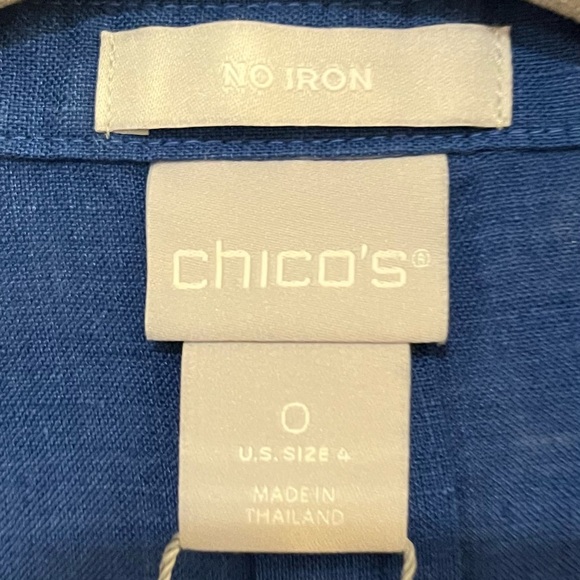 NO IRON
chico's®
0
U.S. SIZE 4
MADE IN
THAILAND